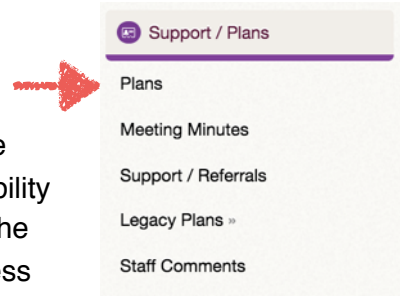 Support / Plans
Plans
Meeting Minutes
Support / Referrals
Legacy Plans »
Staff Comments